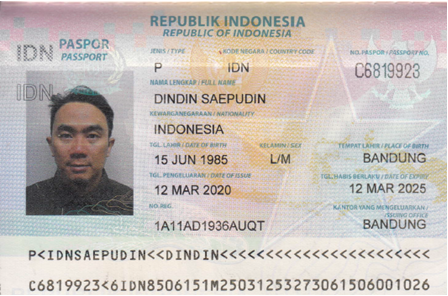 REPUBLIK INDONESIA
REPUBLIC OF INDONESIA
IDN PASPOR
PASSPORT
JENIS / TYPE KODE NEGARA / COUNTRY CODE NO. PASPOR / PASSPORT NO.
P IDN C6819923
IDN
NAMA LENGKAP / FULL NAME
DINDIN SAEPUDIN
KEWARGANEGARAAN / NATIONALITY
INDONESIA
TGL. LAHIR / DATE OF BIRTH KELAMIN / SEX TEMPAT LAHIR / PLACE OF BIRTH
15 JUN 1985 L/M BANDUNG
TGL. PENGELUARAN / DATE OF ISSUE TGL. HABIS BERLAKU / DATE OF EXPIRY
12 MAR 2020 12 MAR 2025
NO. REG. KANTOR YANG MENGELUARKAN /
ISSUING OFFICE
1A11AD1936AUQT BANDUNG
P<IDNSAEPUDIN<<DINDIN<<<<<<<<<<<<<<<<<<<<<<<
C6819923<6IDN8506151M25031253273061506001026